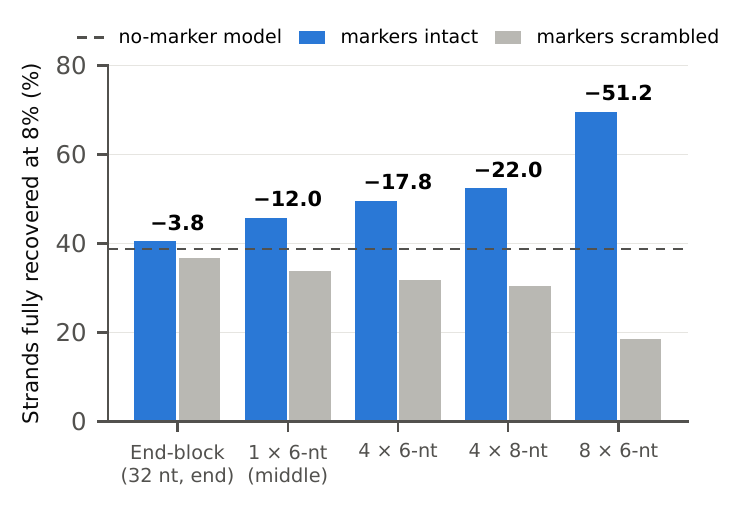 no-marker model   markers intact   markers scrambled
Strands fully recovered at 8% (%)
80
60
40
20
0
−3.8
−12.0
−17.8
−22.0
−51.2
End-block
(32 nt, end)
1 × 6-nt
(middle)
4 × 6-nt
4 × 8-nt
8 × 6-nt